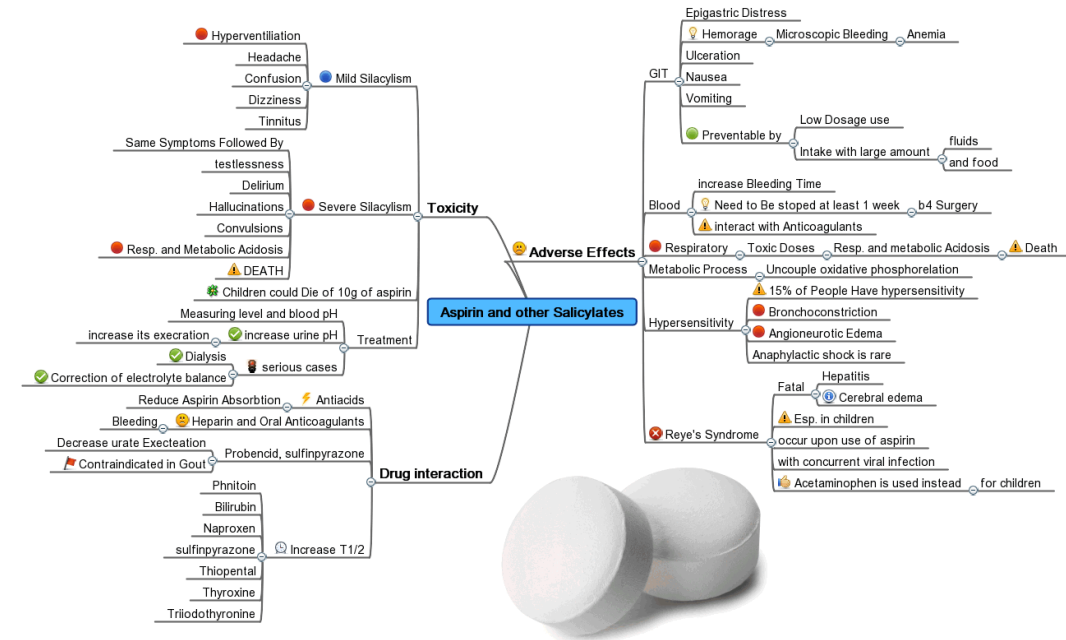 Aspirin and other Salicylates
Toxicity
Mild Silacylism
Hyperventiliation
Headache
Confusion
Dizziness
Tinnitus
Severe Silacylism
Same Symptoms Followed By
testlessness
Delirium
Hallucinations
Convulsions
Resp. and Metabolic Acidosis
DEATH
Children could Die of 10g of aspirin
Treatment
Measuring level and blood pH
increase urine pH
increase its execration
serious cases
Dialysis
Correction of electrolyte balance
Drug interaction
Antiacids
Reduce Aspirin Absorbtion
Heparin and Oral Anticoagulants
Bleeding
Probencid, sulfinpyrazone
Decrease urate Execteation
Contraindicated in Gout
Increase T1/2
Phnitoin
Bilirubin
Naproxen
sulfinpyrazone
Thiopental
Thyroxine
Triiodothyronine
Adverse Effects
GIT
Epigastric Distress
Hemorage
Microscopic Bleeding
Anemia
Ulceration
Nausea
Vomiting
Preventable by
Low Dosage use
Intake with large amount
fluids
and food
Blood
increase Bleeding Time
Need to Be stoped at least 1 week
b4 Surgery
interact with Anticoagulants
Respiratory
Toxic Doses
Resp. and metabolic Acidosis
Death
Metabolic Process
Uncouple oxidative phosphorelation
Hypersensitivity
15% of People Have hypersensitivity
Bronchoconstriction
Angioneurotic Edema
Anaphylactic shock is rare
Reye's Syndrome
Fatal
Hepatitis
Cerebral edema
Esp. in children
occur upon use of aspirin
with concurrent viral infection
Acetaminophen is used instead
for children